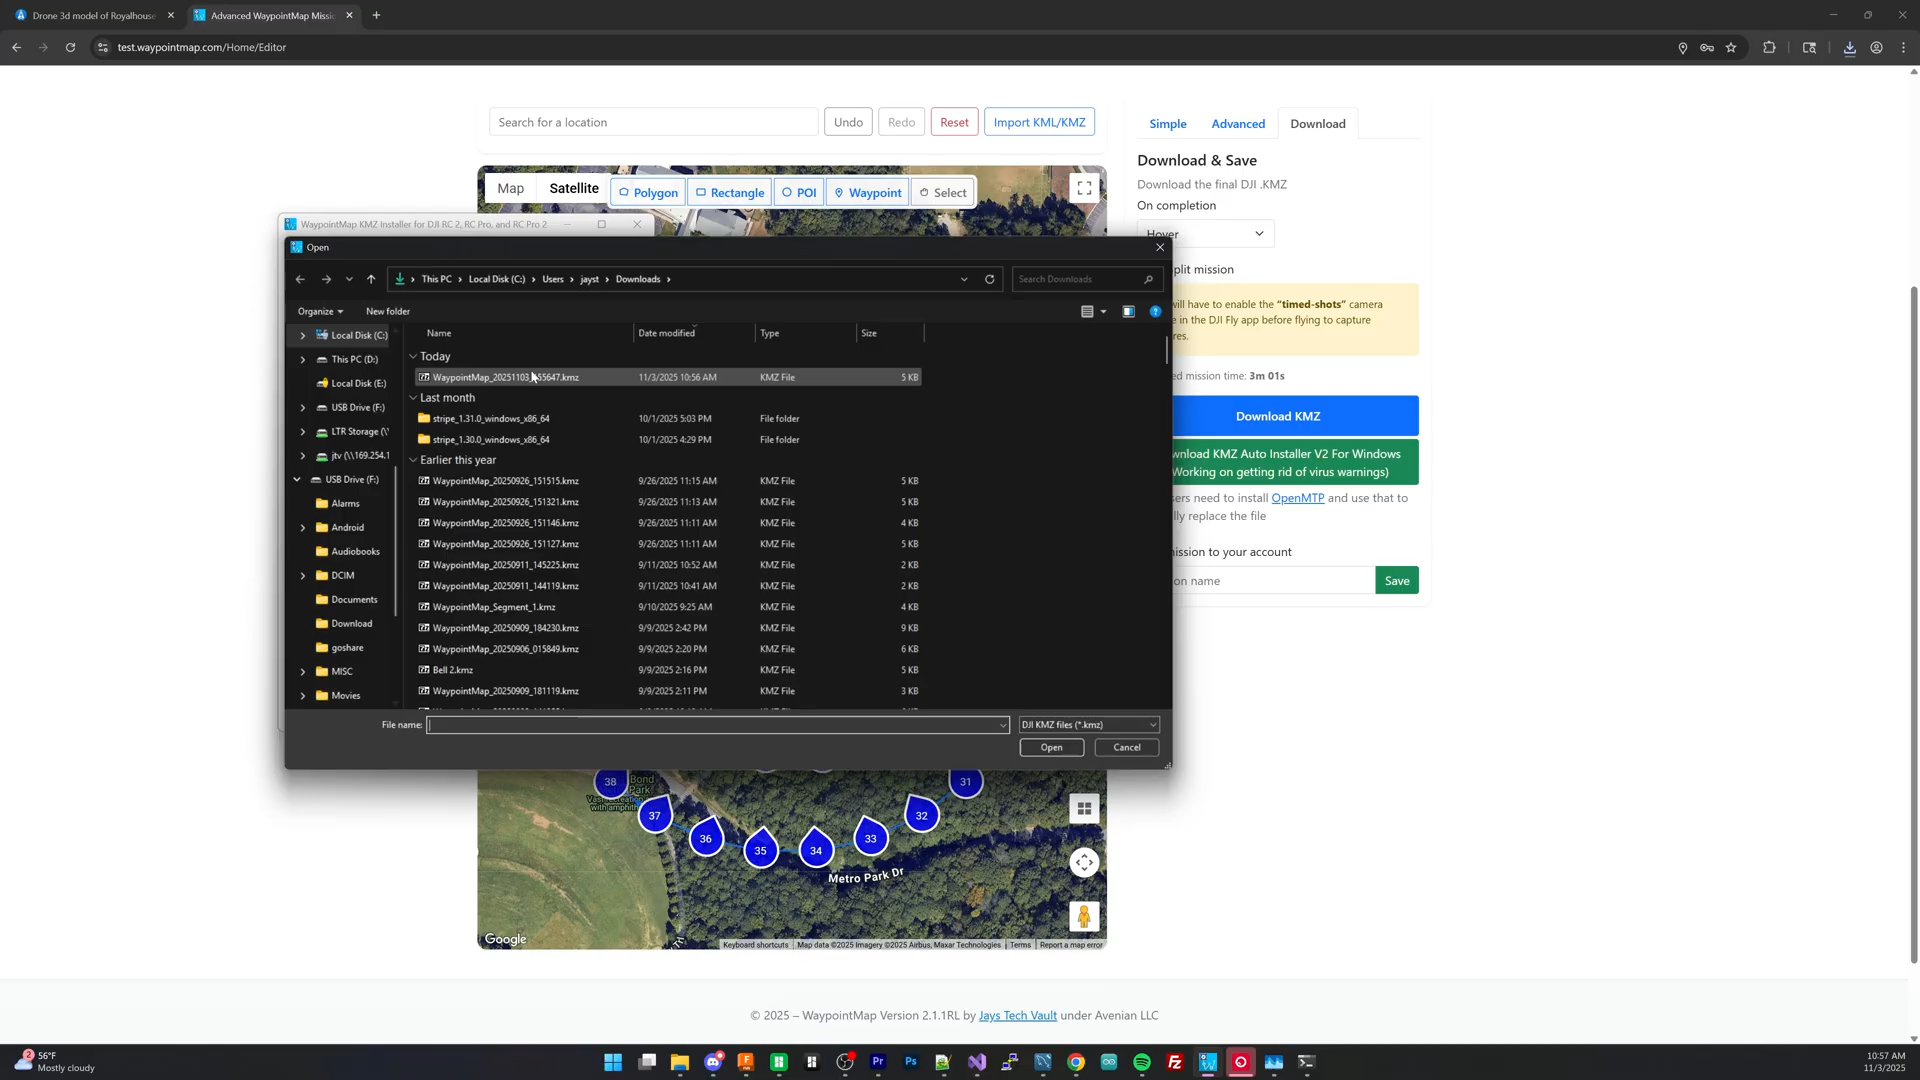 Drone 3d model of Royalhouse
Advanced WaypointMap Missi
test.waypointmap.com/Home/Editor
Search for a location
Undo
Redo
Reset
Import KML/KMZ
Simple
Advanced
Download
Download & Save
Download the final DJI .KMZ
On completion
Hover
plit mission
will have to enable the “timed-shots” camera
e in the DJI Fly app before flying to capture
res.
ed mission time: 3m 01s
Download KMZ
wnload KMZ Auto Installer V2 For Windows
Working on getting rid of virus warnings)
ers need to install OpenMTP and use that to
lly replace the file
ission to your account
on name
Save
Map
Satellite
Polygon
Rectangle
POI
Waypoint
Select
WaypointMap KMZ Installer for DJI RC 2, RC Pro, and RC Pro 2
Open
This PC > Local Disk (C:) > Users > jayst > Downloads >
Search Downloads
Organize
New folder
Local Disk (C:)
This PC (D:)
Local Disk (E:)
USB Drive (F:)
LTR Storage (\\
jtv (\\169.254.1
USB Drive (F:)
Alarms
Android
Audiobooks
DCIM
Documents
Download
goshare
MISC
Movies
Name Date modified Type Size
Today
WaypointMap_20251103_155647.kmz 11/3/2025 10:56 AM KMZ File 5 KB
Last month
stripe_1.31.0_windows_x86_64 10/1/2025 5:03 PM File folder
stripe_1.30.0_windows_x86_64 10/1/2025 4:29 PM File folder
Earlier this year
WaypointMap_20250926_151515.kmz 9/26/2025 11:15 AM KMZ File 5 KB
WaypointMap_20250926_151321.kmz 9/26/2025 11:13 AM KMZ File 5 KB
WaypointMap_20250926_151146.kmz 9/26/2025 11:11 AM KMZ File 4 KB
WaypointMap_20250926_151127.kmz 9/26/2025 11:11 AM KMZ File 5 KB
WaypointMap_20250911_145225.kmz 9/11/2025 10:52 AM KMZ File 2 KB
WaypointMap_20250911_144119.kmz 9/11/2025 10:41 AM KMZ File 2 KB
WaypointMap_Segment_1.kmz 9/10/2025 9:25 AM KMZ File 4 KB
WaypointMap_20250909_184230.kmz 9/9/2025 2:42 PM KMZ File 9 KB
WaypointMap_20250906_015849.kmz 9/9/2025 2:20 PM KMZ File 6 KB
Bell 2.kmz 9/9/2025 2:16 PM KMZ File 5 KB
WaypointMap_20250909_181119.kmz 9/9/2025 2:11 PM KMZ File 3 KB
File name:
DJI KMZ files (*.kmz)
Open
Cancel
38
37
36
35
34
33
32
31
Bond
Park
Vast recreation
with amphith
Metro Park Dr
Google
Keyboard shortcuts
Map data ©2025 Imagery ©2025 Airbus, Maxar Technologies
Terms
Report a map error
© 2025 – WaypointMap Version 2.1.1RL by Jays Tech Vault under Avenian LLC
2
56°F
Mostly cloudy
Pr
Ps
10:57 AM
11/3/2025